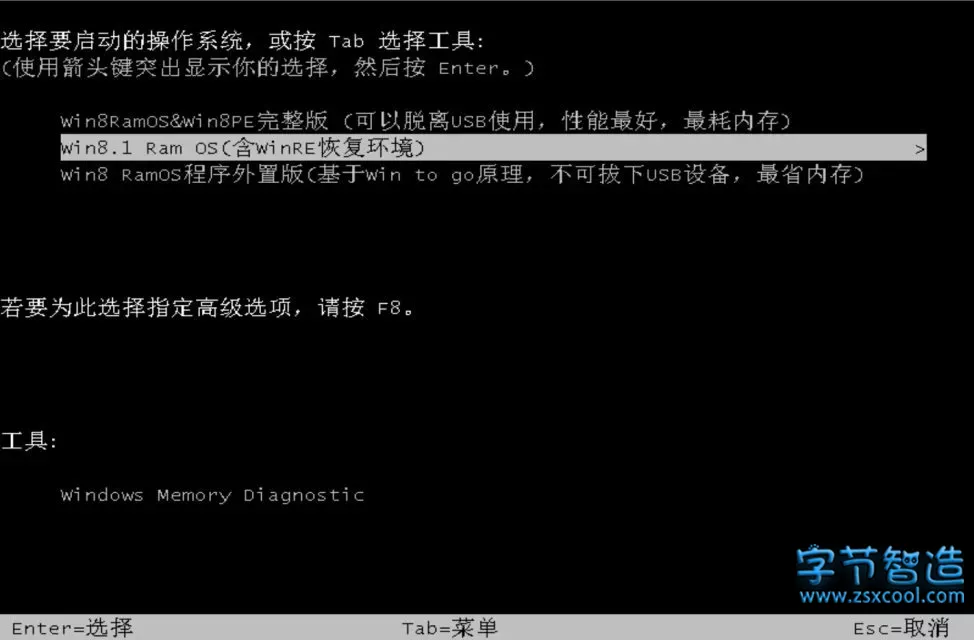 选择要启动的操作系统，或按 Tab 选择工具:
(使用箭头键突出显示你的选择，然后按 Enter。)
Win8RamOS&Win8PE完整版 (可以脱离USB使用，性能最好，最耗内存)
Win8.1 Ram OS(含WinRE恢复环境) >
Win8 RamOS程序外置版(基于Win to go原理，不可拔下USB设备，最省内存)
若要为此选择指定高级选项，请按 F8。
工具:
Windows Memory Diagnostic
字节智造
www.zsxcool.com
Enter=选择 Tab=菜单 Esc=取消